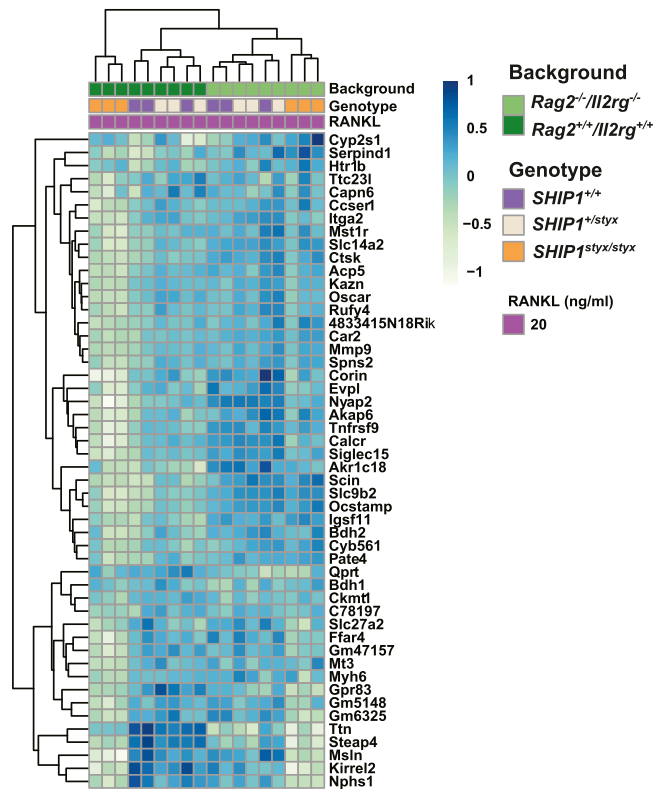 Background
Genotype
RANKL
Cyp2s1
Serpind1
Htr1b
Ttc23l
Capn6
Ccser1
Itga2
Mst1r
Slc14a2
Ctsk
Acp5
Kazn
Oscar
Rufy4
4833415N18Rik
Car2
Mmp9
Spns2
Corin
Evpl
Nyap2
Akap6
Tnfrsf9
Calcr
Siglec15
Akr1c18
Scin
Slc9b2
Ocstamp
Igsf11
Bdh2
Cyb561
Pate4
Qprt
Bdh1
Ckmt1
C78197
Slc27a2
Ffar4
Gm47157
Mt3
Myh6
Gpr83
Gm5148
Gm6325
Ttn
Steap4
Msln
Kirrel2
Nphs1
1
0.5
0
−0.5
−1
Background
Rag2-/-/Il2rg-/-
Rag2+/+/Il2rg+/+
Genotype
SHIP1+/+
SHIP1+/styx
SHIP1styx/styx
RANKL (ng/ml)
20